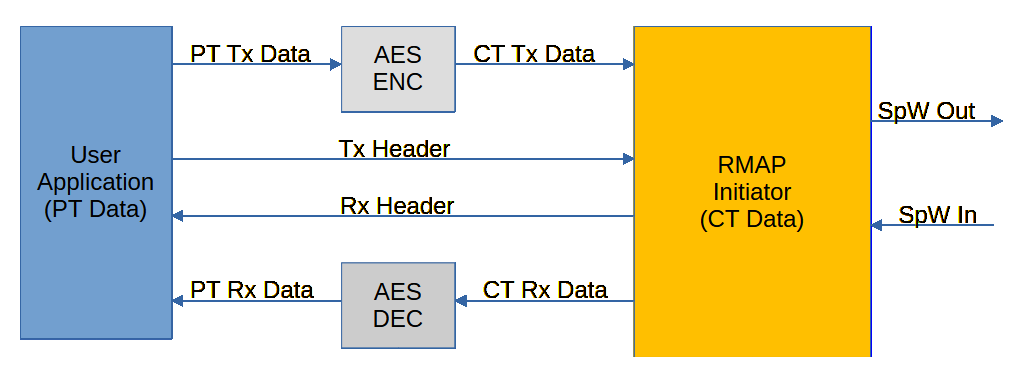 PT Tx Data
AES
ENC
CT Tx Data
SpW Out
Tx Header
User
Application
(PT Data)
RMAP
Initiator
(CT Data)
Rx Header
SpW In
PT Rx Data
AES
DEC
CT Rx Data